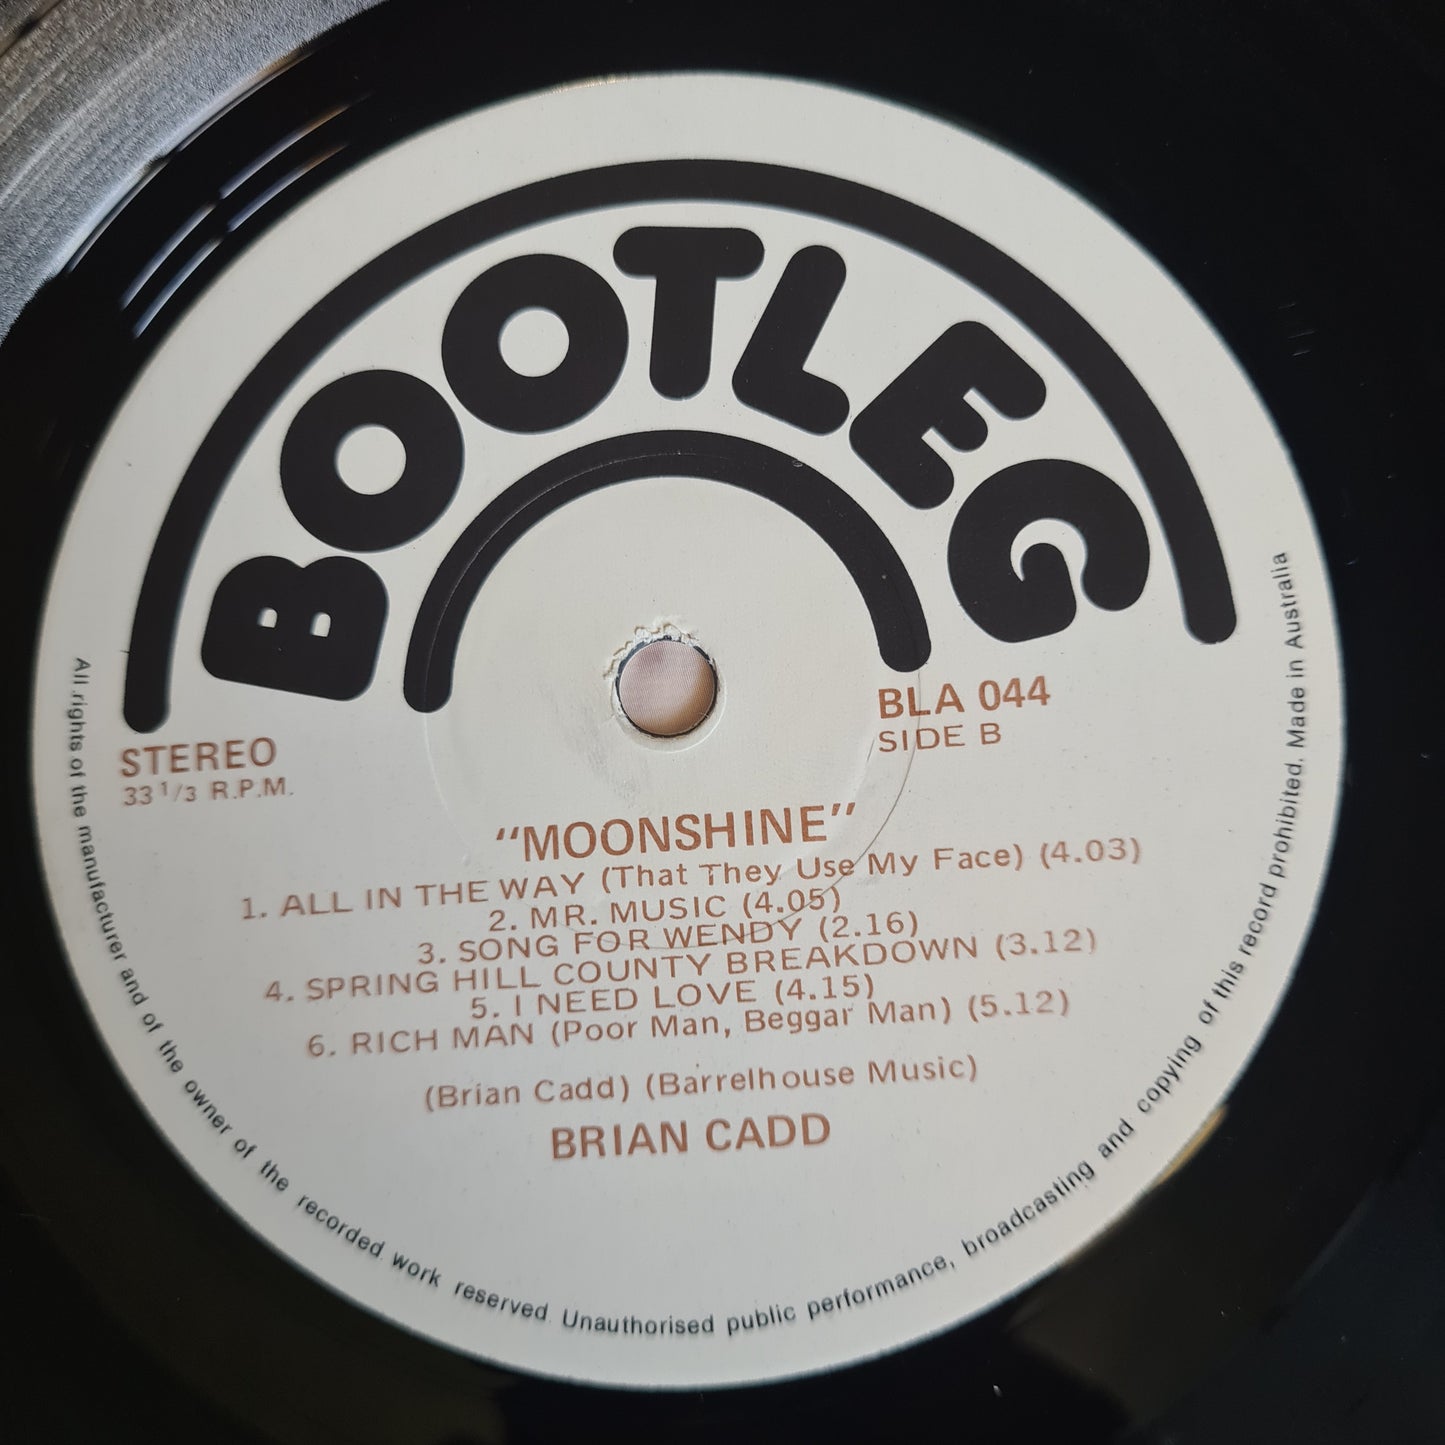 BOOTLEG
STEREO
33 1/3 R.P.M.
BLA 044
SIDE B
"MOONSHINE"
1. ALL IN THE WAY (That They Use My Face) (4.03)
2. MR. MUSIC (4.05)
3. SONG FOR WENDY (2.16)
4. SPRING HILL COUNTY BREAKDOWN (3.12)
5. I NEED LOVE (4.15)
6. RICH MAN (Poor Man, Beggar Man) (5.12)
(Brian Cadd) (Barrelhouse Music)
BRIAN CADD
All rights of the manufacturer and of the owner of the recorded work reserved. Unauthorised public performance, broadcasting and copying of this record prohibited. Made in Australia